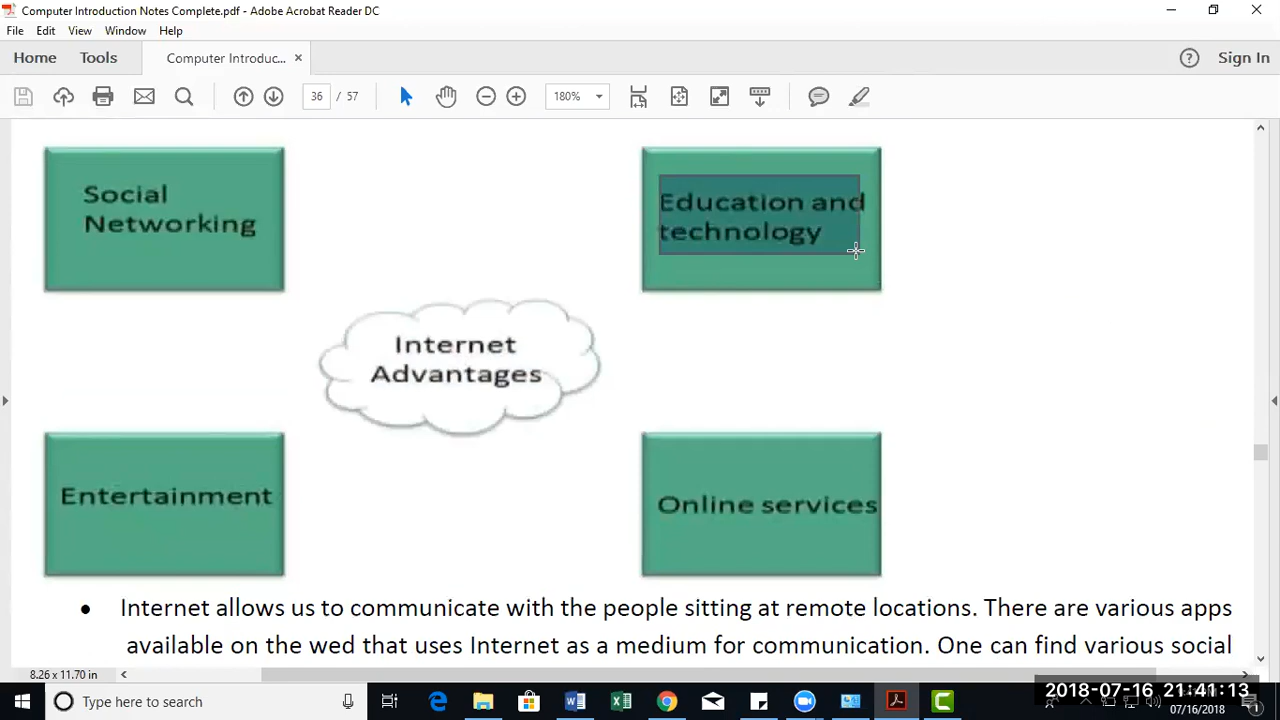 Computer Introduction Notes Complete.pdf - Adobe Acrobat Reader DC
File Edit View Window Help
Home Tools Computer Introduc... × Sign In
36 / 57 180%
Social
Networking
Education and
technology
Internet
Advantages
Entertainment
Online services
• Internet allows us to communicate with the people sitting at remote locations. There are various apps
available on the wed that uses Internet as a medium for communication. One can find various social
8.26 x 11.70 in
Type here to search
2018-07-16 21:41:13
07/16/2018